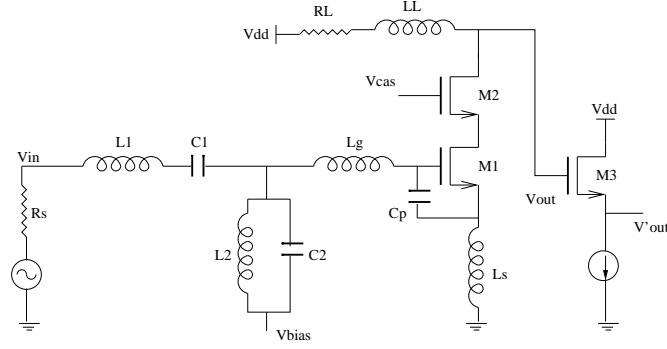 RL
LL
Vdd
Vcas
M2
Vdd
Vin
L1
C1
Lg
M1
M3
Rs
Cp
Vout
V'out
L2
C2
Ls
Vbias